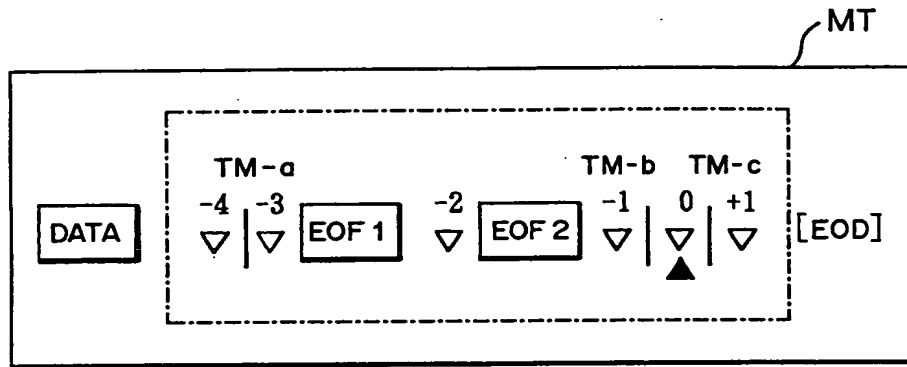 MT
TM-a TM-b TM-c
-4 -3 -2 -1 0 +1
DATA EOF 1 EOF 2 [EOD]